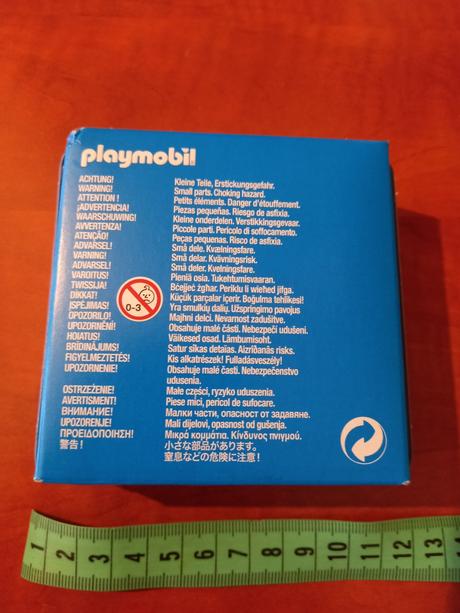 playmobil
ACHTUNG! Kleine Teile, Erstickungsgefahr.
WARNING! Small parts. Choking hazard.
ATTENTION ! Petits éléments. Danger d'étouffement.
¡ADVERTENCIA! Piezas pequeñas. Riesgo de asfixia.
WAARSCHUWING! Kleine onderdelen. Verstikkingsgevaar.
AVVERTENZA! Piccole parti. Pericolo di soffocamento.
ATENÇÃO! Peças pequenas. Risco de asfixia.
ADVARSEL! Små dele. Kvælningsfare.
VARNING! Små delar. Kvävningsrisk.
ADVARSEL! Små deler. Kvelningsfare.
VAROITUS! Pieniä osia. Tukehtumisvaaran.
TWISSIJA! Bċejjeċ żgħar. Periklu li wieħed jifga.
DIKKAT! Küçük parçalar içerir. Boğulma tehlikesi!
ĮSPĖJIMAS! Yra smulkių dalių. Užspringimo pavojus
OPOZORILO! Majhni delci. Nevarnost zadušitve.
UPOZORNĚNÍ! Obsahuje malé části. Nebezpečí udušení.
HOIATUS! Väikesed osad. Lämbumisoht.
BRĪDINĀJUMS! Satur sīkas detaļas. Aizrīšanās risks.
FIGYELMEZTETÉS! Kis alkatrészek! Fulladásveszély!
UPOZORNENIE! Obsahuje malé časti. Nebezpečenstvo
udusenia.
OSTRZEŻENIE! Małe części, ryzyko uduszenia.
AVERTISMENT! Piese mici, pericol de sufocare.
ВНИМАНИЕ! Малки части, опасност от задавяне.
UPOZORENJE! Mali dijelovi, opasnost od gušenja.
ΠΡΟΕΙΔΟΠΟΙΗΣΗ! Μικρά κομμάτια. Κίνδυνος πνιγμού.
警告！ 小さな部品があります。
窒息などの危険に注意！
0-3
1 2 3 4 5 6 7 8 9 10 11 12 13